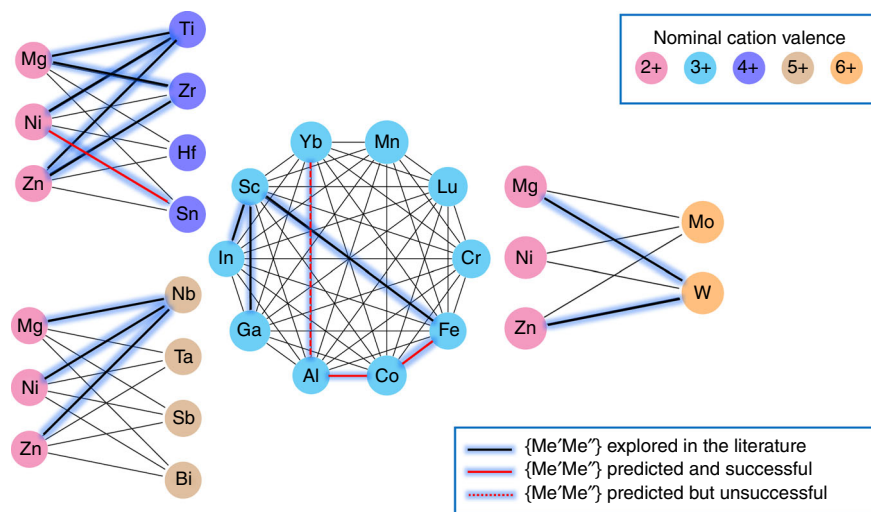 Nominal cation valence
2+ 3+ 4+ 5+ 6+
Mg
Ni
Zn
Ti
Zr
Hf
Sn
Yb
Mn
Sc
Lu
In
Cr
Ga
Fe
Al
Co
Mg
Ni
Zn
Mo
W
Mg
Ni
Zn
Nb
Ta
Sb
Bi
{Me′Me″} explored in the literature
{Me′Me″} predicted and successful
{Me′Me″} predicted but unsuccessful